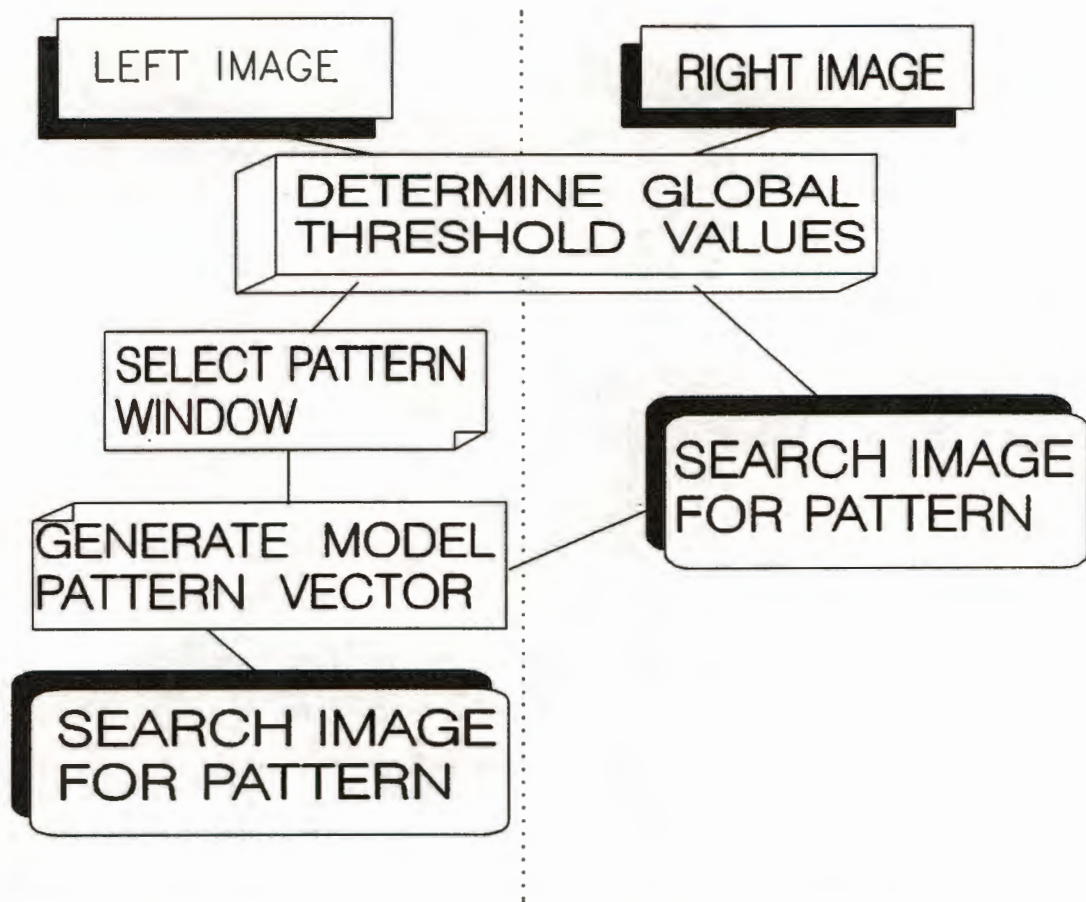 LEFT IMAGE
RIGHT IMAGE
DETERMINE GLOBAL
THRESHOLD VALUES
SELECT PATTERN
WINDOW
SEARCH IMAGE
FOR PATTERN
GENERATE MODEL
PATTERN VECTOR
SEARCH IMAGE
FOR PATTERN